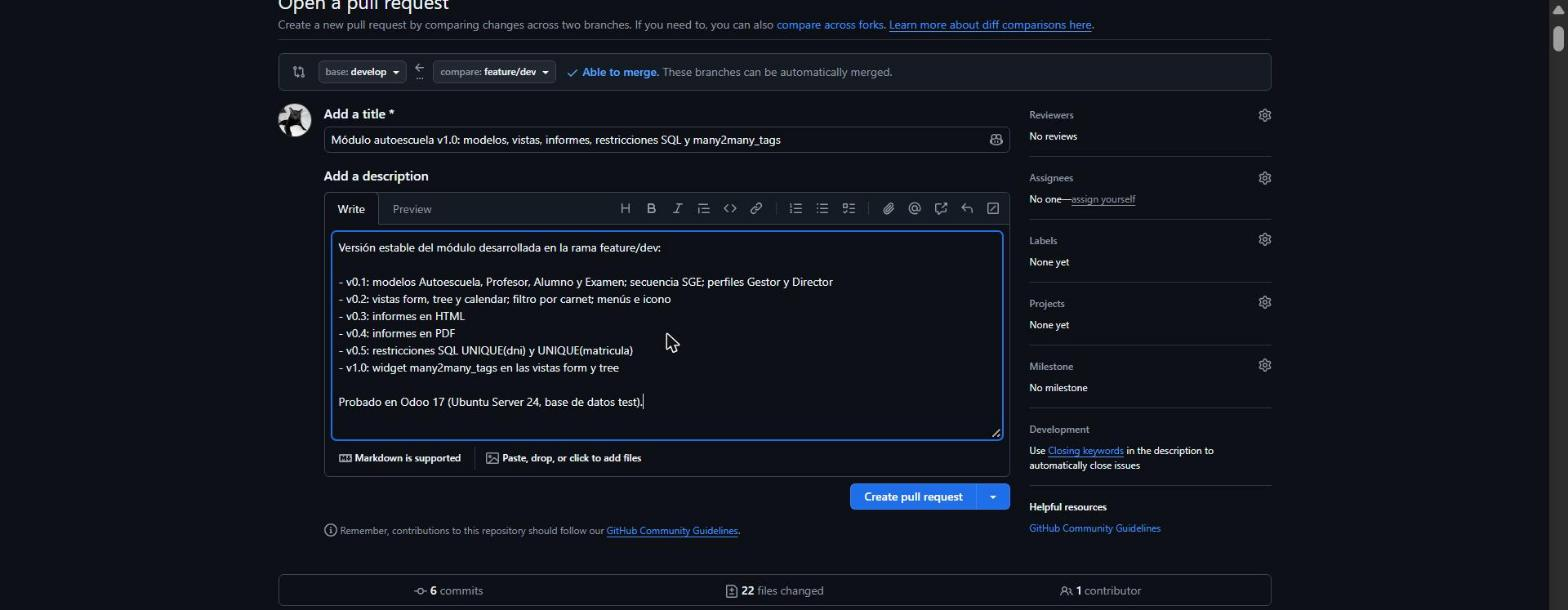 Open a pull request
Create a new pull request by comparing changes across two branches. If you need to, you can also compare across forks. Learn more about diff comparisons here.
base: develop
...
compare: feature/dev
Able to merge. These branches can be automatically merged.
Add a title *
Módulo autoescuela v1.0: modelos, vistas, informes, restricciones SQL y many2many_tags
Add a description
Write
Preview
Versión estable del módulo desarrollada en la rama feature/dev:
- v0.1: modelos Autoescuela, Profesor, Alumno y Examen; secuencia SGE; perfiles Gestor y Director
- v0.2: vistas form, tree y calendar; filtro por carnet; menús e icono
- v0.3: informes en HTML
- v0.4: informes en PDF
- v0.5: restricciones SQL UNIQUE(dni) y UNIQUE(matricula)
- v1.0: widget many2many_tags en las vistas form y tree
Probado en Odoo 17 (Ubuntu Server 24, base de datos test).
Markdown is supported
Paste, drop, or click to add files
Create pull request
Remember, contributions to this repository should follow our GitHub Community Guidelines.
Reviewers
No reviews
Assignees
No one—assign yourself
Labels
None yet
Projects
None yet
Milestone
No milestone
Development
Use Closing keywords in the description to
automatically close issues
Helpful resources
GitHub Community Guidelines
6 commits
22 files changed
1 contributor